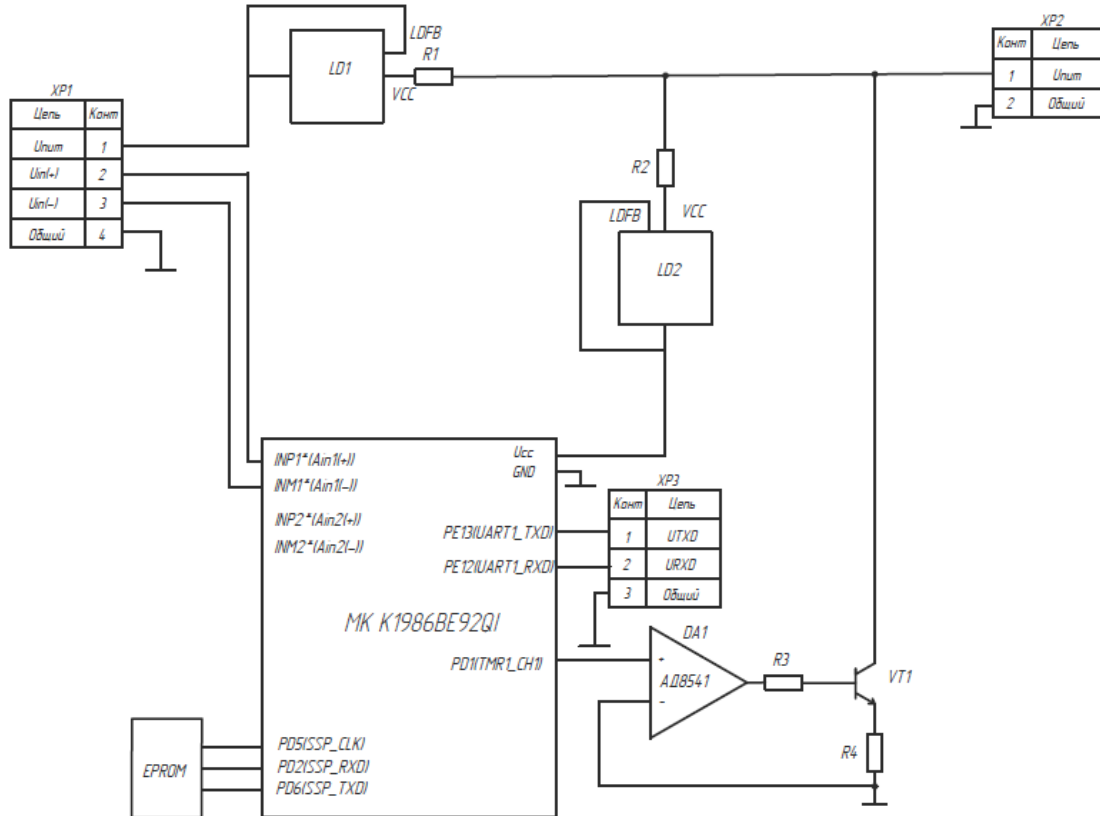 XP2
Конт Цепь
1 Uпит
2 Общий
LDFB
LD1
R1
VCC
XP1
Цепь Конт
Uпит 1
Uin(+) 2
Uin(-) 3
Общий 4
R2
LDFB
VCC
LD2
INP1*(Ain1(+))
INM1*(Ain1(-))
INP2*(Ain2(+))
INM2*(Ain2(-))
Ucc
GND
PE13(UART1_TXD)
PE12(UART1_RXD)
XP3
Конт Цепь
1 UTXD
2 URXD
3 Общий
МК К1986ВЕ92QI
PD1(TMR1_CH1)
DA1
+
АД8541
-
R3
VT1
R4
EPROM
PD5(SSP_CLK)
PD2(SSP_RXD)
PD6(SSP_TXD)